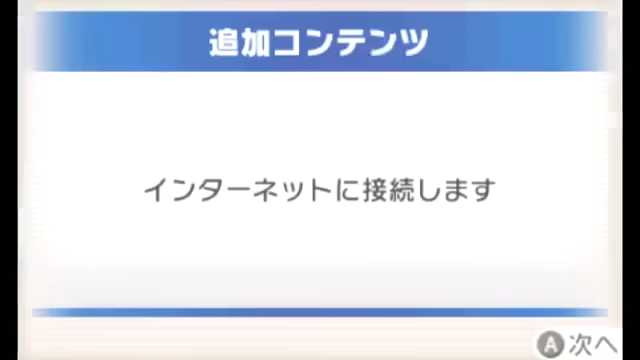 追加コンテンツ
インターネットに接続します
A次へ